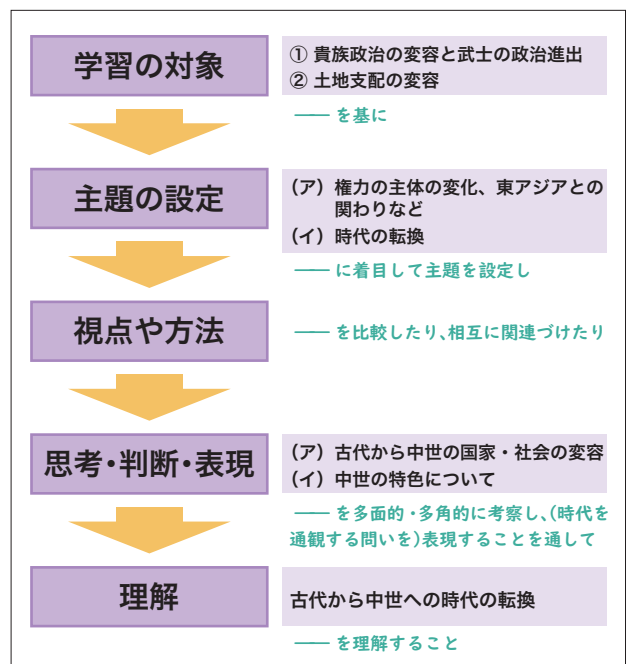 学習の対象
① 貴族政治の変容と武士の政治進出
② 土地支配の変容
── を基に
主題の設定
(ア) 権力の主体の変化、東アジアとの
関わりなど
(イ) 時代の転換
── に着目して主題を設定し
視点や方法
── を比較したり、相互に関連づけたり
思考・判断・表現
(ア) 古代から中世の国家・社会の変容
(イ) 中世の特色について
── を多面的・多角的に考察し、(時代を
通観する問いを)表現することを通して
理解
古代から中世への時代の転換
── を理解すること